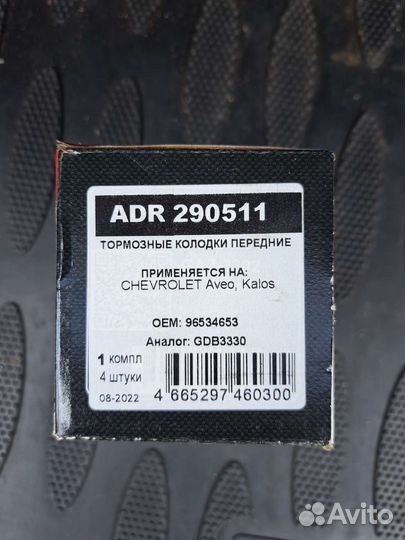 ADR 290511
ТОРМОЗНЫЕ КОЛОДКИ ПЕРЕДНИЕ
ПРИМЕНЯЕТСЯ НА:
CHEVROLET Aveo, Kalos
OEM: 96534653
Аналог: GDB3330
1 КОМПЛ
4 штуки
08-2022
4 665297 460300
Avito